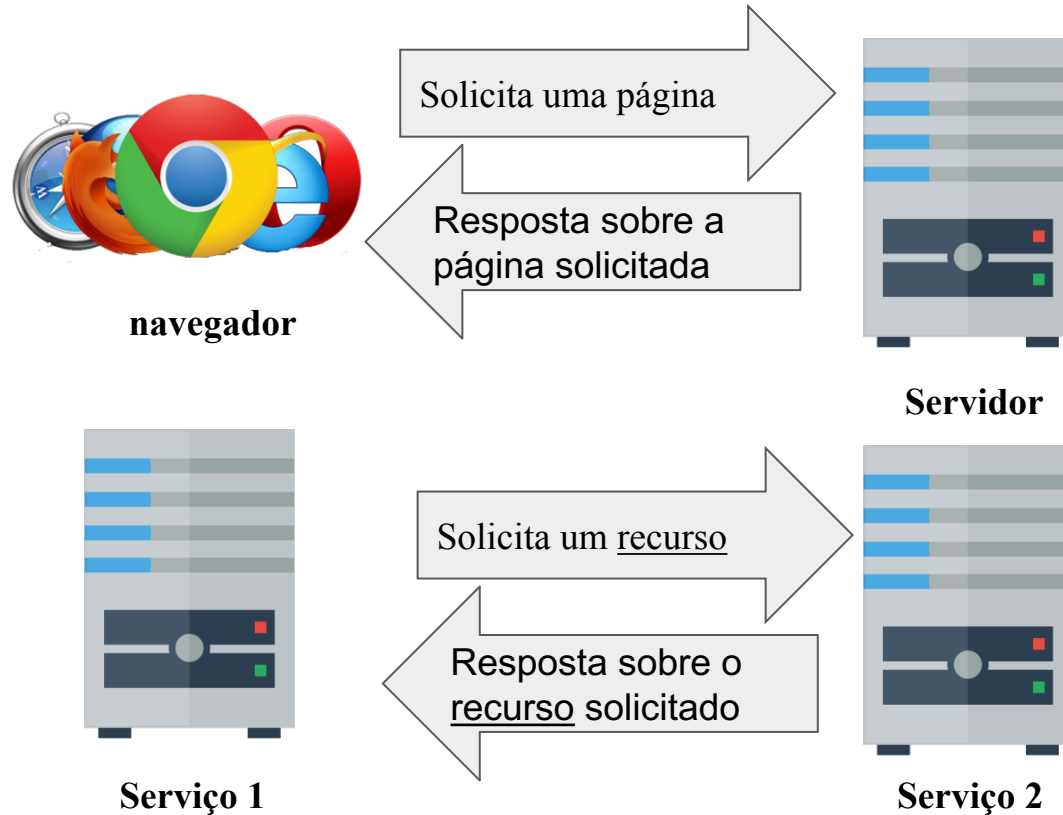 Solicita uma página
Resposta sobre a
página solicitada
navegador
Servidor
Solicita um recurso
Resposta sobre o
recurso solicitado
Serviço 1
Serviço 2